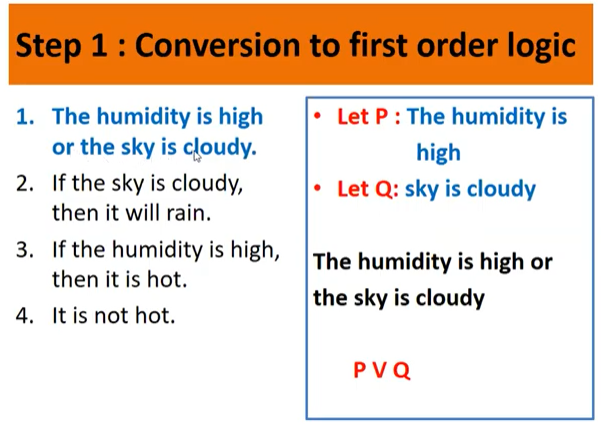 Step 1 : Conversion to first order logic
1. The humidity is high
or the sky is cloudy.
2. If the sky is cloudy,
then it will rain.
3. If the humidity is high,
then it is hot.
4. It is not hot.
• Let P : The humidity is
high
• Let Q: sky is cloudy
The humidity is high or
the sky is cloudy
P V Q